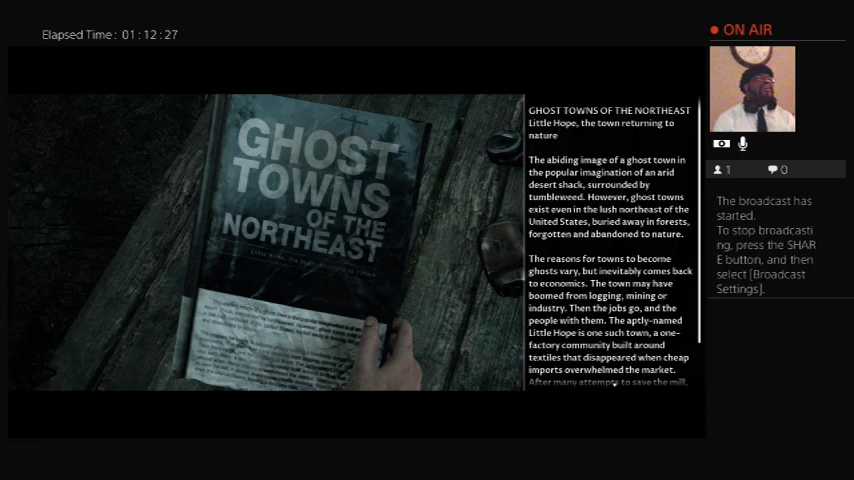 Elapsed Time : 01 : 12 : 27
ON AIR
GHOST
TOWNS
OF THE
NORTHEAST
GHOST TOWNS OF THE NORTHEAST
Little Hope, the town returning to
nature
The abiding image of a ghost town in
the popular imagination of an arid
desert shack, surrounded by
tumbleweed. However, ghost towns
exist even in the lush northeast of the
United States, buried away in forests,
forgotten and abandoned to nature.
The reasons for towns to become
ghosts vary, but inevitably comes back
to economics. The town may have
boomed from logging, mining or
industry. Then the jobs go, and the
people with them. The aptly-named
Little Hope is one such town, a one-
factory community built around
textiles that disappeared when cheap
imports overwhelmed the market.
After many attempts to save the mill,
1
0
The broadcast has
started.
To stop broadcasti
ng, press the SHAR
E button, and then
select [Broadcast
Settings].